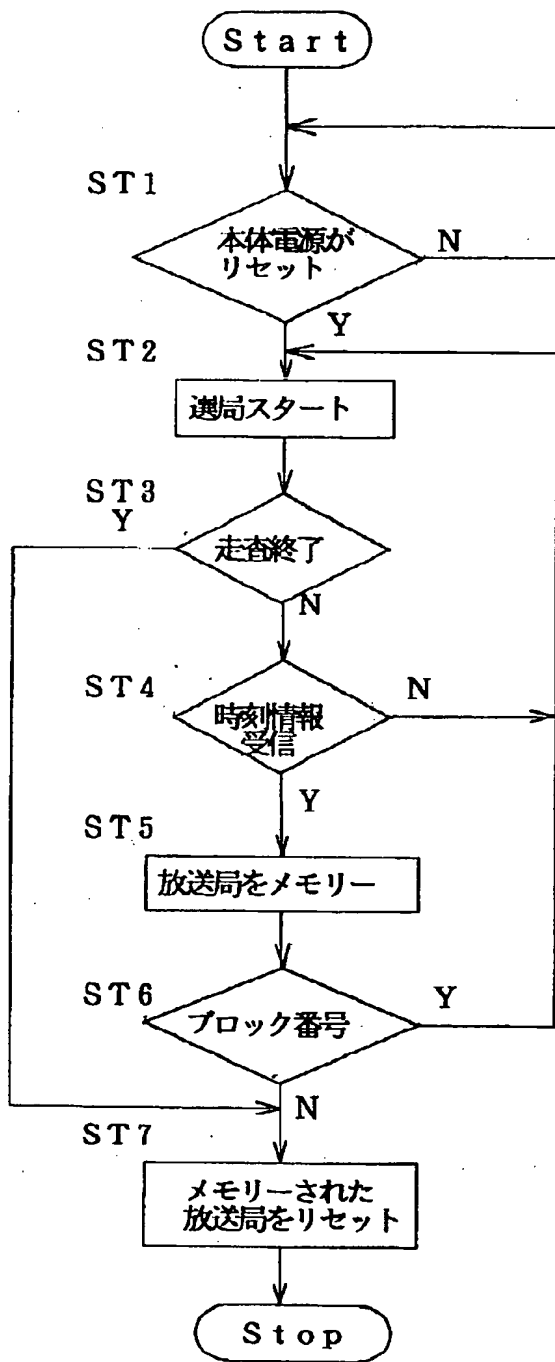 Start
ST1
本体電源が
リセット
N
Y
ST2
選局スタート
ST3
Y
走査終了
N
ST4
N
時刻情報
受信
Y
ST5
放送局をメモリー
ST6
Y
ブロック番号
N
ST7
メモリーされた
放送局をリセット
Stop